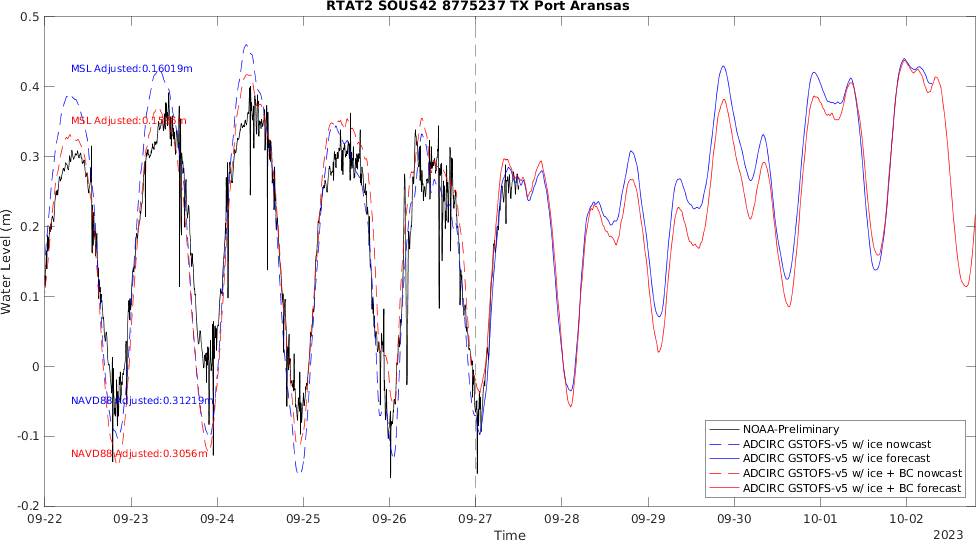 RTAT2 SOUS42 8775237 TX Port Aransas
Water Level (m)
0.5
0.4
0.3
0.2
0.1
0
-0.1
-0.2
MSL Adjusted:0.16019m
MSL Adjusted:
NAVD88 Adjusted:0.31219m
NAVD88 Adjusted:0.3056m
NOAA-Preliminary
ADCIRC GSTOFS-v5 w/ ice nowcast
ADCIRC GSTOFS-v5 w/ ice forecast
ADCIRC GSTOFS-v5 w/ ice + BC nowcast
ADCIRC GSTOFS-v5 w/ ice + BC forecast
09-22 09-23 09-24 09-25 09-26 09-27 09-28 09-29 09-30 10-01 10-02
Time
2023